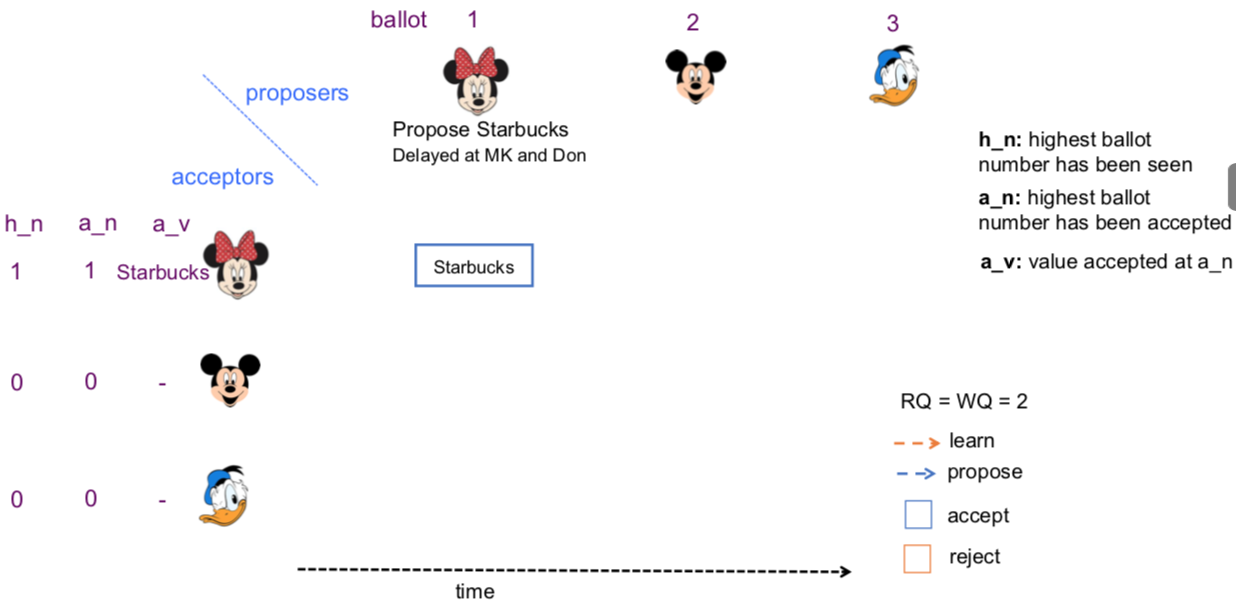 ballot 1 2 3
proposers
Propose Starbucks
Delayed at MK and Don
acceptors
h_n a_n a_v
1 1 Starbucks
Starbucks
0 0 -
0 0 -
time
h_n: highest ballot
number has been seen
a_n: highest ballot
number has been accepted
a_v: value accepted at a_n
RQ = WQ = 2
learn
propose
accept
reject